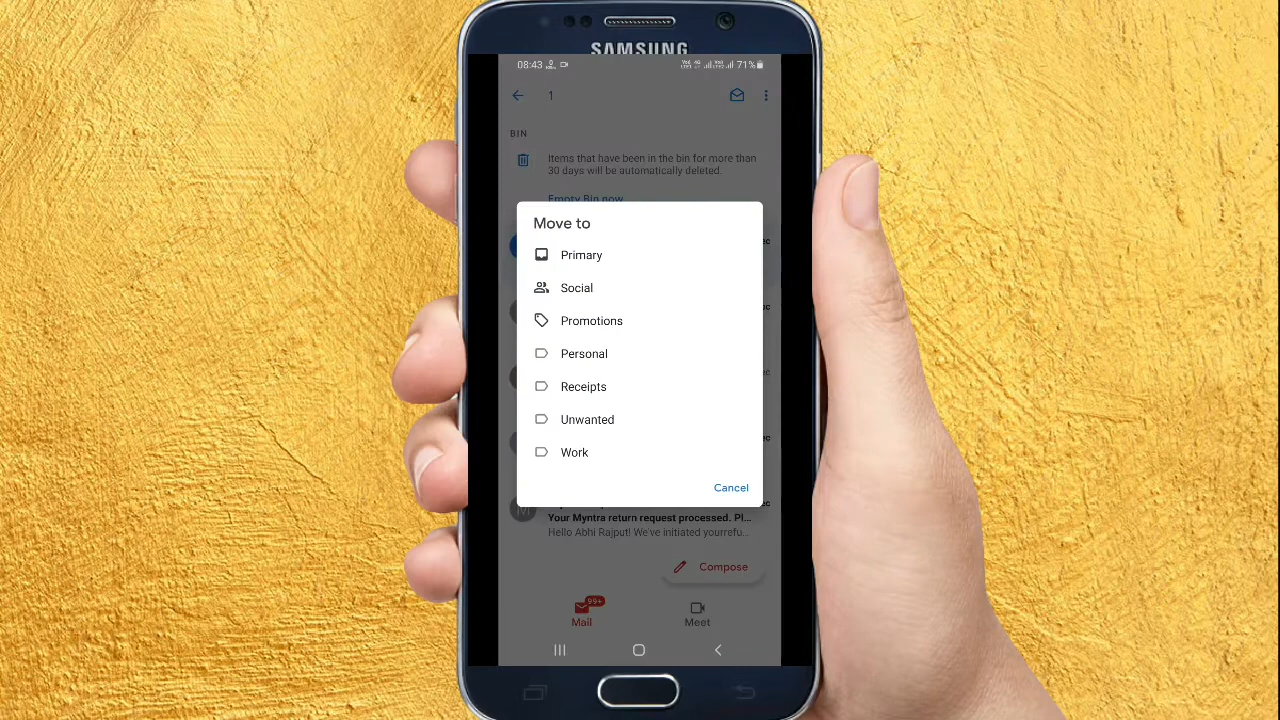 SAMSUNG
08:43
71%
1
BIN
Items that have been in the bin for more than
30 days will be automatically deleted.
Empty Bin now
Move to
Primary
Social
Promotions
Personal
Receipts
Unwanted
Work
Cancel
M
Your Myntra return request processed. Pl...
Hello Abhi Rajput! We've initiated yourrefu...
Compose
99+
Mail
Meet